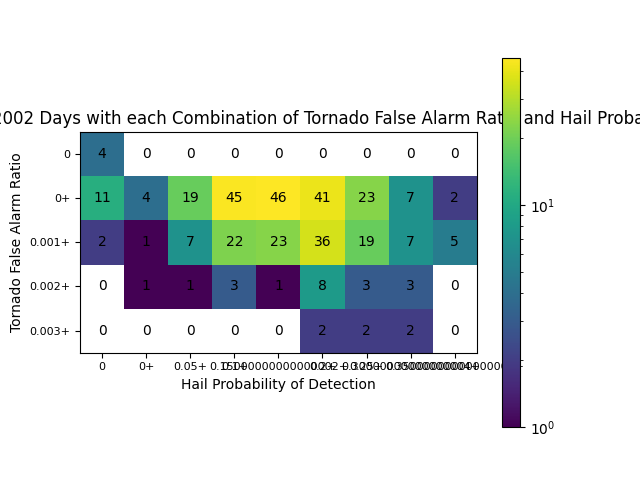 2002 Days with each Combination of Tornado False Alarm and Hail Proba
Tornado False Alarm Ratio
0 4 0 0 0 0 0 0 0 0
0+ 11 4 19 45 46 41 23 7 2
0.001+ 2 1 7 22 23 36 19 7 5
0.002+ 0 1 1 3 1 8 3 3 0
0.003+ 0 0 0 0 0 2 2 2 0
0 0+ 0.05+
Hail Probability of Detection
10¹
10⁰